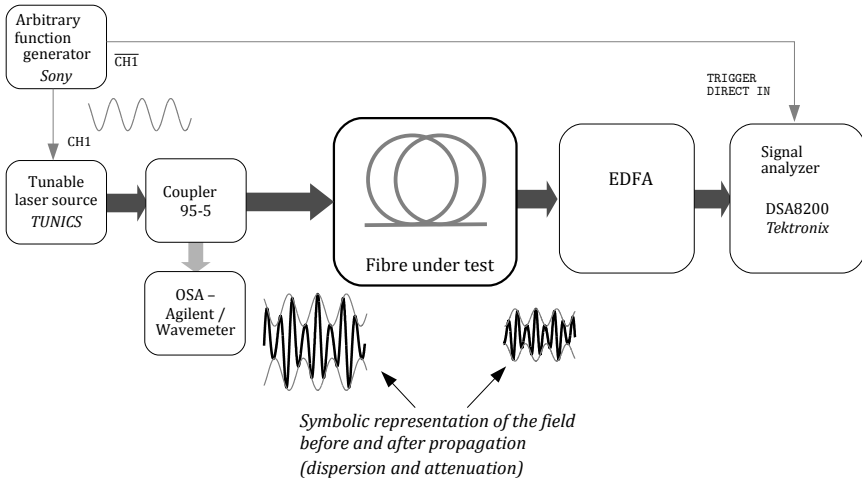 Arbitrary
function
generator
Sony
CH1
TRIGGER
DIRECT IN
CH1
Tunable
laser source
TUNICS
Coupler
95-5
Fibre under test
EDFA
Signal
analyzer
DSA8200
Tektronix
OSA –
Agilent /
Wavemeter
Symbolic representation of the field
before and after propagation
(dispersion and attenuation)